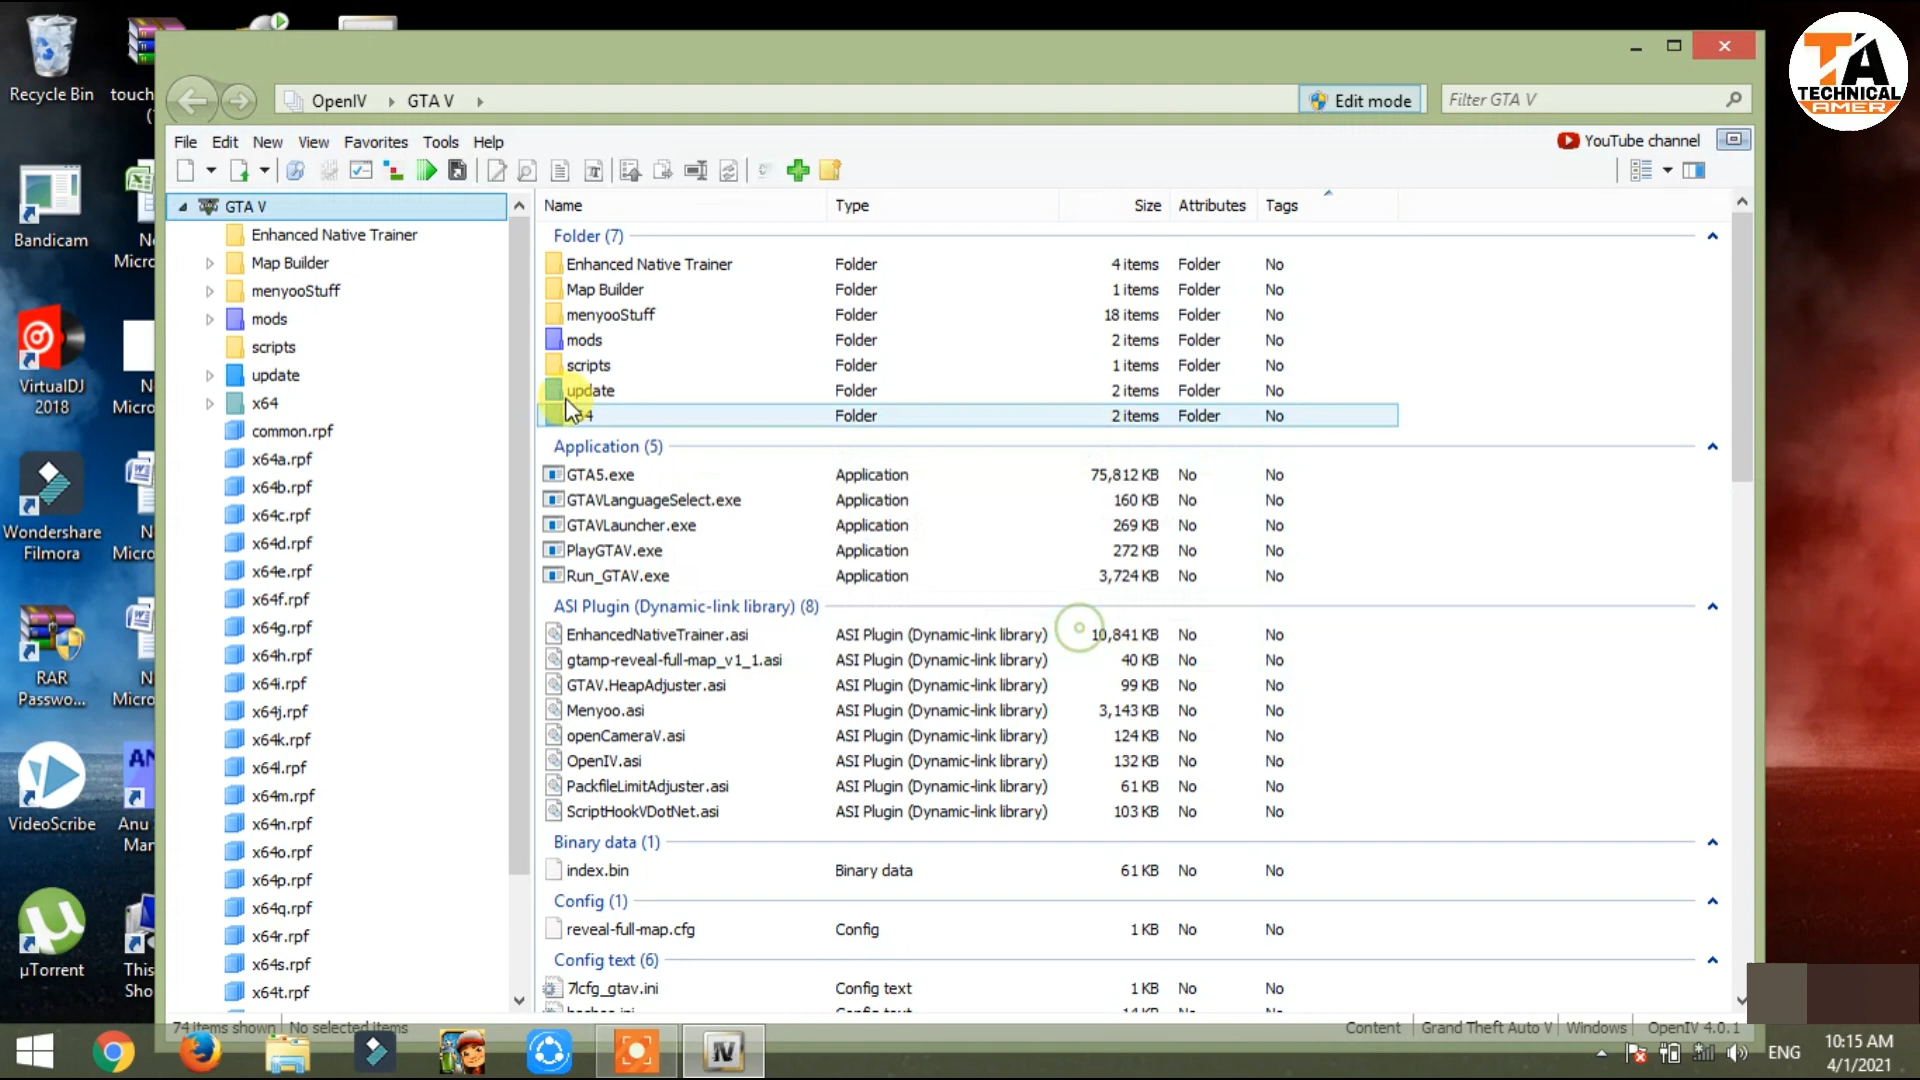 Recycle Bin
touch
Bandicam
Micro
VirtualDJ
2018
Micro
Wondershare
Filmora
Micro
RAR
Passwo...
Micro
VideoScribe
Anu
Mar
µTorrent
This
Sho
TA
TECHNICAL
AMER
OpenIV
GTA V
Edit mode
Filter GTA V
File Edit New View Favorites Tools Help
YouTube channel
GTA V
Enhanced Native Trainer
Map Builder
menyooStuff
mods
scripts
update
x64
common.rpf
x64a.rpf
x64b.rpf
x64c.rpf
x64d.rpf
x64e.rpf
x64f.rpf
x64g.rpf
x64h.rpf
x64i.rpf
x64j.rpf
x64k.rpf
x64l.rpf
x64m.rpf
x64n.rpf
x64o.rpf
x64p.rpf
x64q.rpf
x64r.rpf
x64s.rpf
x64t.rpf
Name Type Size Attributes Tags
Folder (7)
Enhanced Native Trainer Folder 4 items Folder No
Map Builder Folder 1 items Folder No
menyooStuff Folder 18 items Folder No
mods Folder 2 items Folder No
scripts Folder 1 items Folder No
update Folder 2 items Folder No
64 Folder 2 items Folder No
Application (5)
GTA5.exe Application 75,812 KB No No
GTAVLanguageSelect.exe Application 160 KB No No
GTAVLauncher.exe Application 269 KB No No
PlayGTAV.exe Application 272 KB No No
Run_GTAV.exe Application 3,724 KB No No
ASI Plugin (Dynamic-link library) (8)
EnhancedNativeTrainer.asi ASI Plugin (Dynamic-link library) 10,841 KB No No
gtamp-reveal-full-map_v1_1.asi ASI Plugin (Dynamic-link library) 40 KB No No
GTAV.HeapAdjuster.asi ASI Plugin (Dynamic-link library) 99 KB No No
Menyoo.asi ASI Plugin (Dynamic-link library) 3,143 KB No No
openCameraV.asi ASI Plugin (Dynamic-link library) 124 KB No No
OpenIV.asi ASI Plugin (Dynamic-link library) 132 KB No No
PackfileLimitAdjuster.asi ASI Plugin (Dynamic-link library) 61 KB No No
ScriptHookVDotNet.asi ASI Plugin (Dynamic-link library) 103 KB No No
Binary data (1)
index.bin Binary data 61 KB No No
Config (1)
reveal-full-map.cfg Config 1 KB No No
Config text (6)
7lcfg_gtav.ini Config text 1 KB No No
74 items shown No selected items
Content Grand Theft Auto V Windows OpenIV 4.0.1
ENG
10:15 AM
4/1/2021